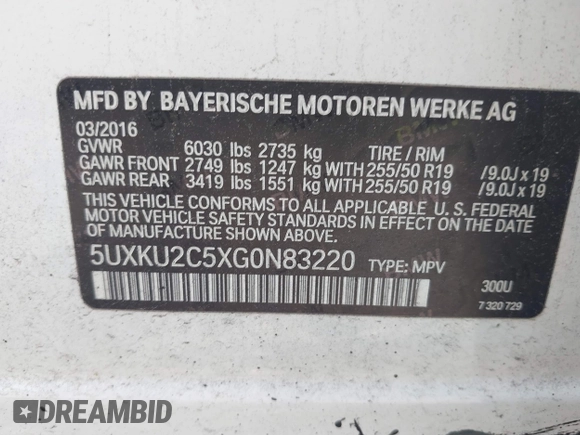 MFD BY BAYERISCHE MOTOREN WERKE AG
03/2016
GVWR 6030 lbs 2735 kg TIRE / RIM
GAWR FRONT 2749 lbs 1247 kg WITH 255/50 R19 /9.0J x 19
GAWR REAR 3419 lbs 1551 kg WITH 255/50 R19 /9.0J x 19
THIS VEHICLE CONFORMS TO ALL APPLICABLE U. S. FEDERAL
MOTOR VEHICLE SAFETY STANDARDS IN EFFECT ON THE DATE
OF MANUFACTURE SHOWN ABOVE.
5UXKU2C5XG0N83220 TYPE: MPV
300U
7 320 729
DREAMBID